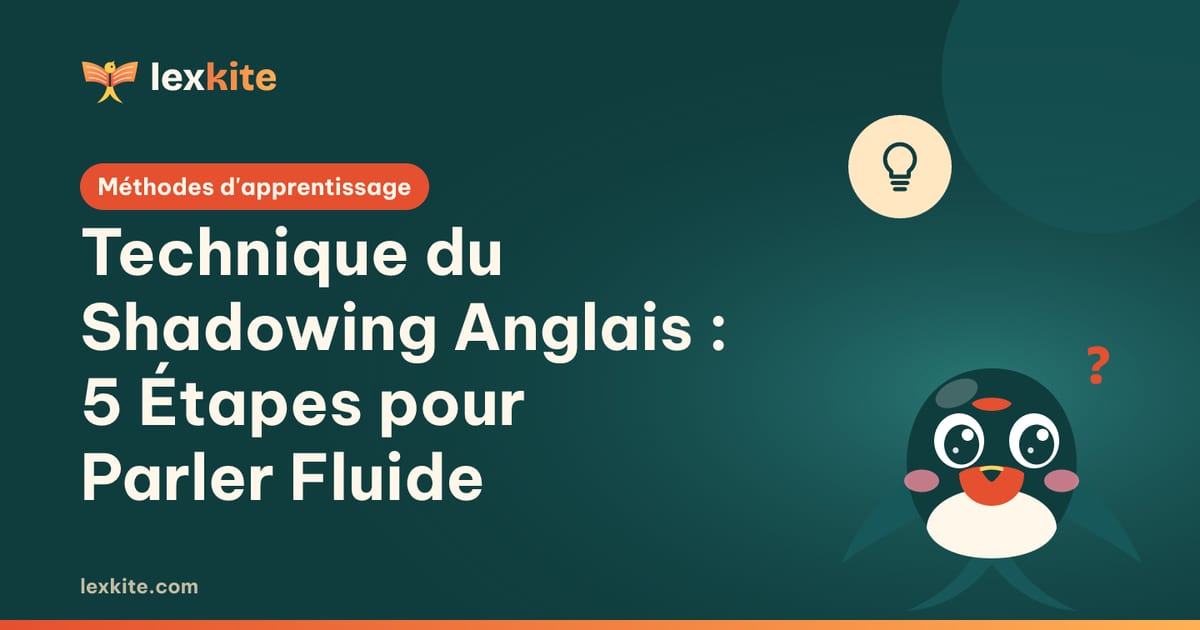 lexkite
Méthodes d'apprentissage
Technique du
Shadowing Anglais :
5 Étapes pour
Parler Fluide
?
lexkite.com